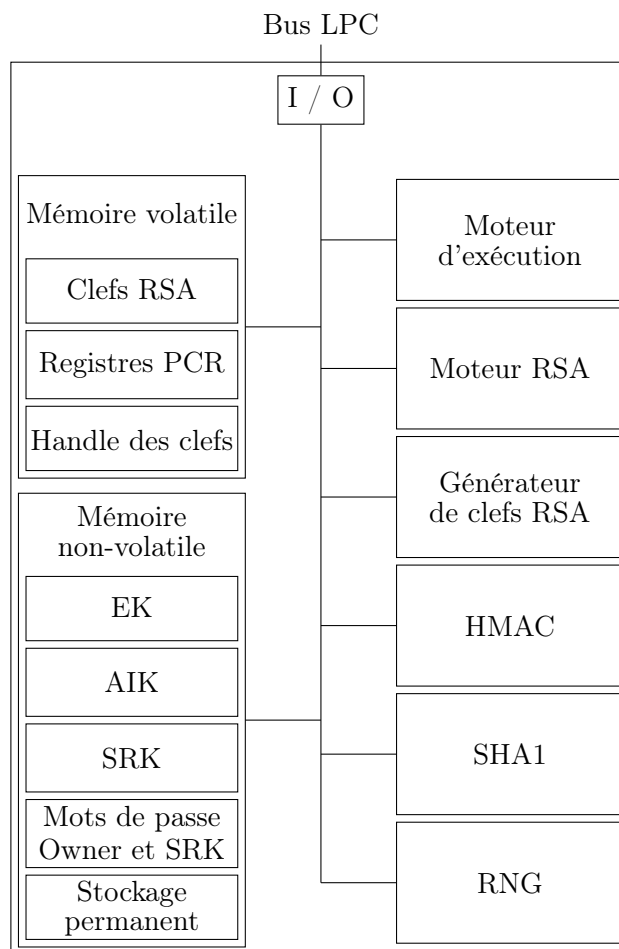 Bus LPC
I / O
Mémoire volatile
Clefs RSA
Registres PCR
Handle des clefs
Mémoire
non-volatile
EK
AIK
SRK
Mots de passe
Owner et SRK
Stockage
permanent
Moteur
d'exécution
Moteur RSA
Générateur
de clefs RSA
HMAC
SHA1
RNG